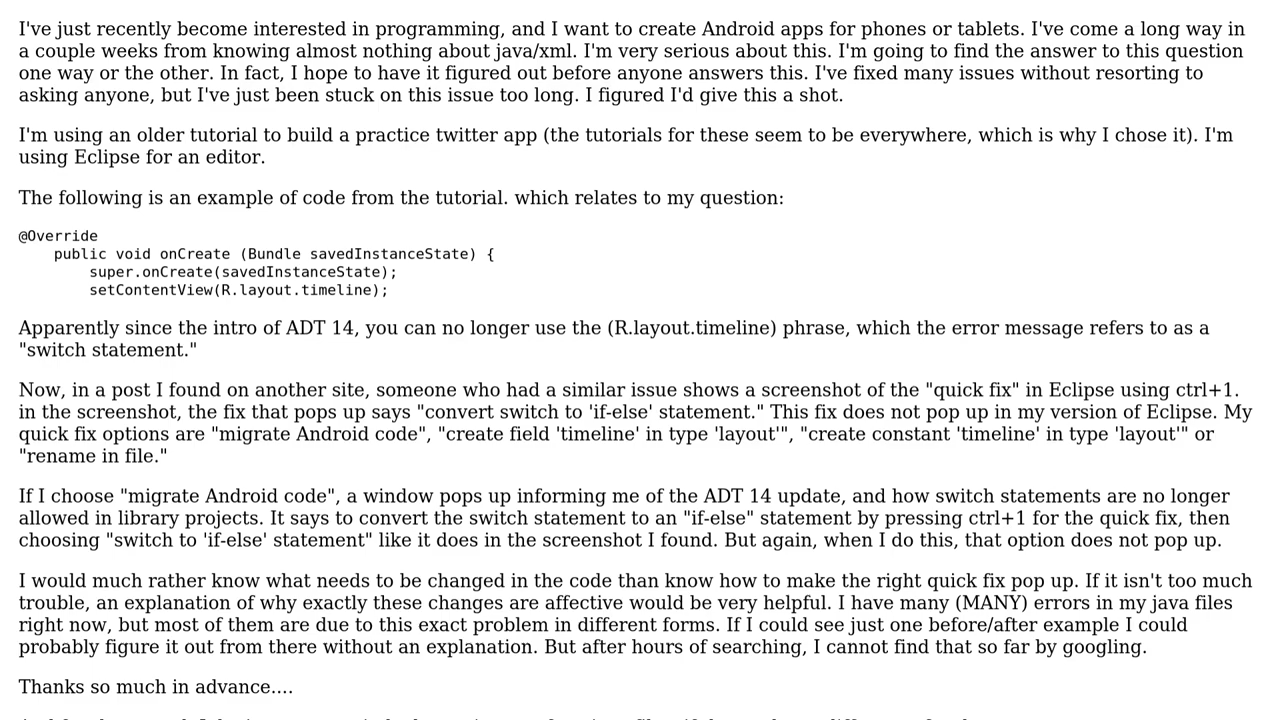 I've just recently become interested in programming, and I want to create Android apps for phones or tablets. I've come a long way in
a couple weeks from knowing almost nothing about java/xml. I'm very serious about this. I'm going to find the answer to this question
one way or the other. In fact, I hope to have it figured out before anyone answers this. I've fixed many issues without resorting to
asking anyone, but I've just been stuck on this issue too long. I figured I'd give this a shot.
I'm using an older tutorial to build a practice twitter app (the tutorials for these seem to be everywhere, which is why I chose it). I'm
using Eclipse for an editor.
The following is an example of code from the tutorial. which relates to my question:
@Override
    public void onCreate (Bundle savedInstanceState) {
        super.onCreate(savedInstanceState);
        setContentView(R.layout.timeline);
Apparently since the intro of ADT 14, you can no longer use the (R.layout.timeline) phrase, which the error message refers to as a
"switch statement."
Now, in a post I found on another site, someone who had a similar issue shows a screenshot of the "quick fix" in Eclipse using ctrl+1.
in the screenshot, the fix that pops up says "convert switch to 'if-else' statement." This fix does not pop up in my version of Eclipse. My
quick fix options are "migrate Android code", "create field 'timeline' in type 'layout'", "create constant 'timeline' in type 'layout'" or
"rename in file."
If I choose "migrate Android code", a window pops up informing me of the ADT 14 update, and how switch statements are no longer
allowed in library projects. It says to convert the switch statement to an "if-else" statement by pressing ctrl+1 for the quick fix, then
choosing "switch to 'if-else' statement" like it does in the screenshot I found. But again, when I do this, that option does not pop up.
I would much rather know what needs to be changed in the code than know how to make the right quick fix pop up. If it isn't too much
trouble, an explanation of why exactly these changes are affective would be very helpful. I have many (MANY) errors in my java files
right now, but most of them are due to this exact problem in different forms. If I could see just one before/after example I could
probably figure it out from there without an explanation. But after hours of searching, I cannot find that so far by googling.
Thanks so much in advance....